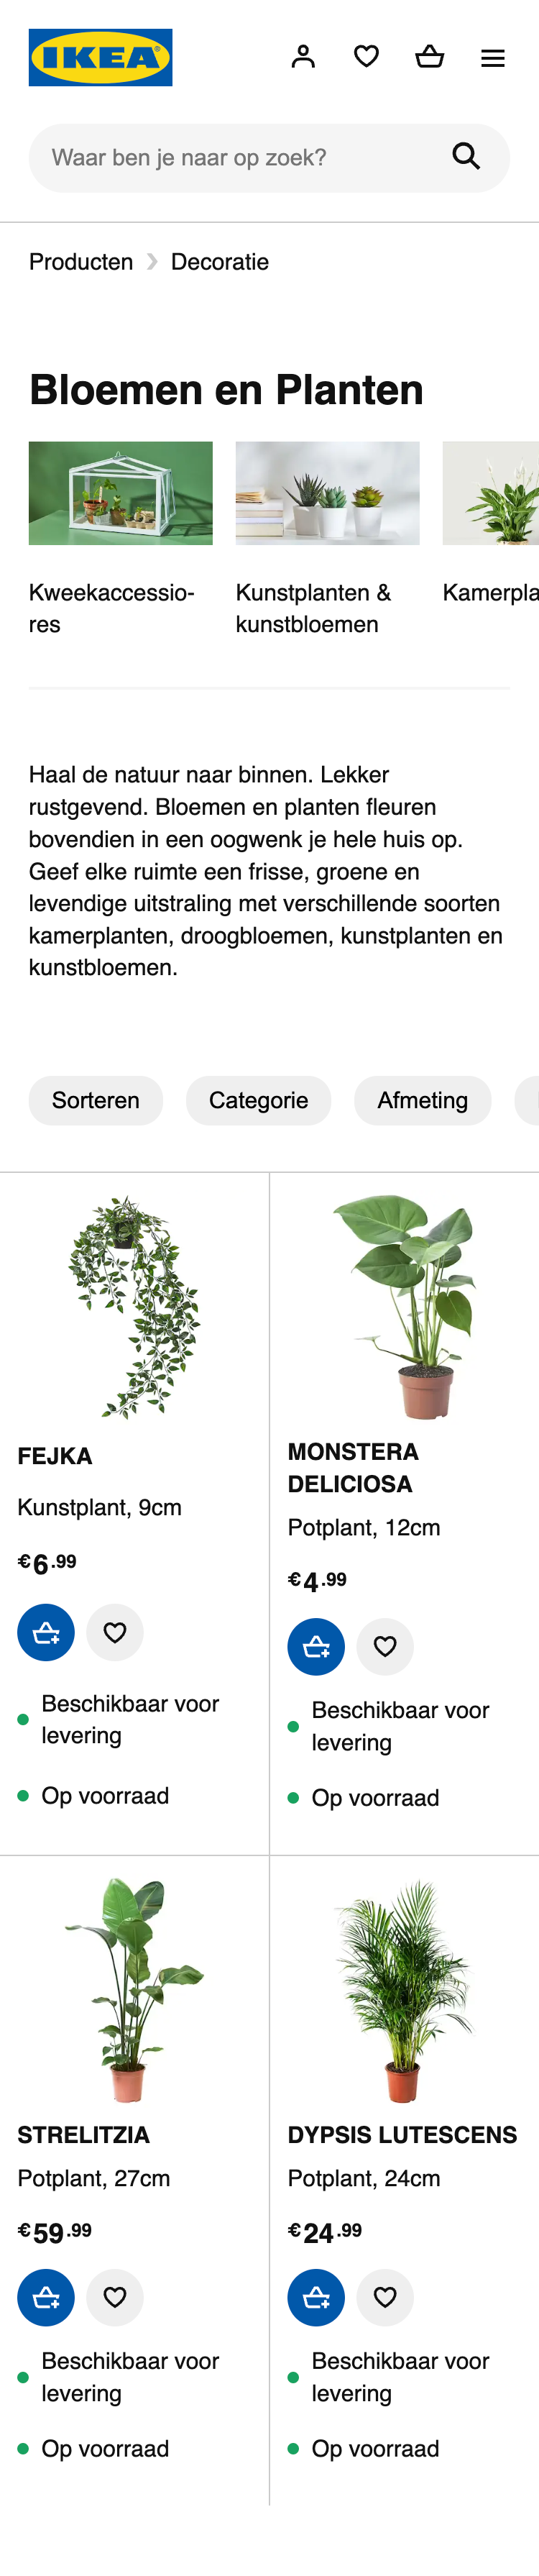 IKEA
Waar ben je naar op zoek?
Producten
Decoratie
Bloemen en Planten
Kweekaccessio-
res
Kunstplanten &
kunstbloemen
Kamerpla
Haal de natuur naar binnen. Lekker
rustgevend. Bloemen en planten fleuren
bovendien in een oogwenk je hele huis op.
Geef elke ruimte een frisse, groene en
levendige uitstraling met verschillende soorten
kamerplanten, droogbloemen, kunstplanten en
kunstbloemen.
Sorteren
Categorie
Afmeting
FEJKA
Kunstplant, 9cm
€6.99
Beschikbaar voor
levering
Op voorraad
MONSTERA
DELICIOSA
Potplant, 12cm
€4.99
Beschikbaar voor
levering
Op voorraad
STRELITZIA
Potplant, 27cm
€59.99
Beschikbaar voor
levering
Op voorraad
DYPSIS LUTESCENS
Potplant, 24cm
€24.99
Beschikbaar voor
levering
Op voorraad